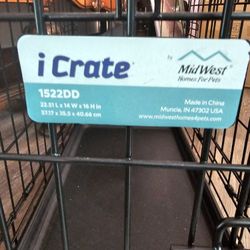 i Crate
by
MidWest
Homes For Pets
1522DD
22.51 L x 14 W x 16 H in
57.17 x 35.5 x 40.66 cm
Made in China
Muncie, IN 47302 USA
www.midwesthomes4pets.com